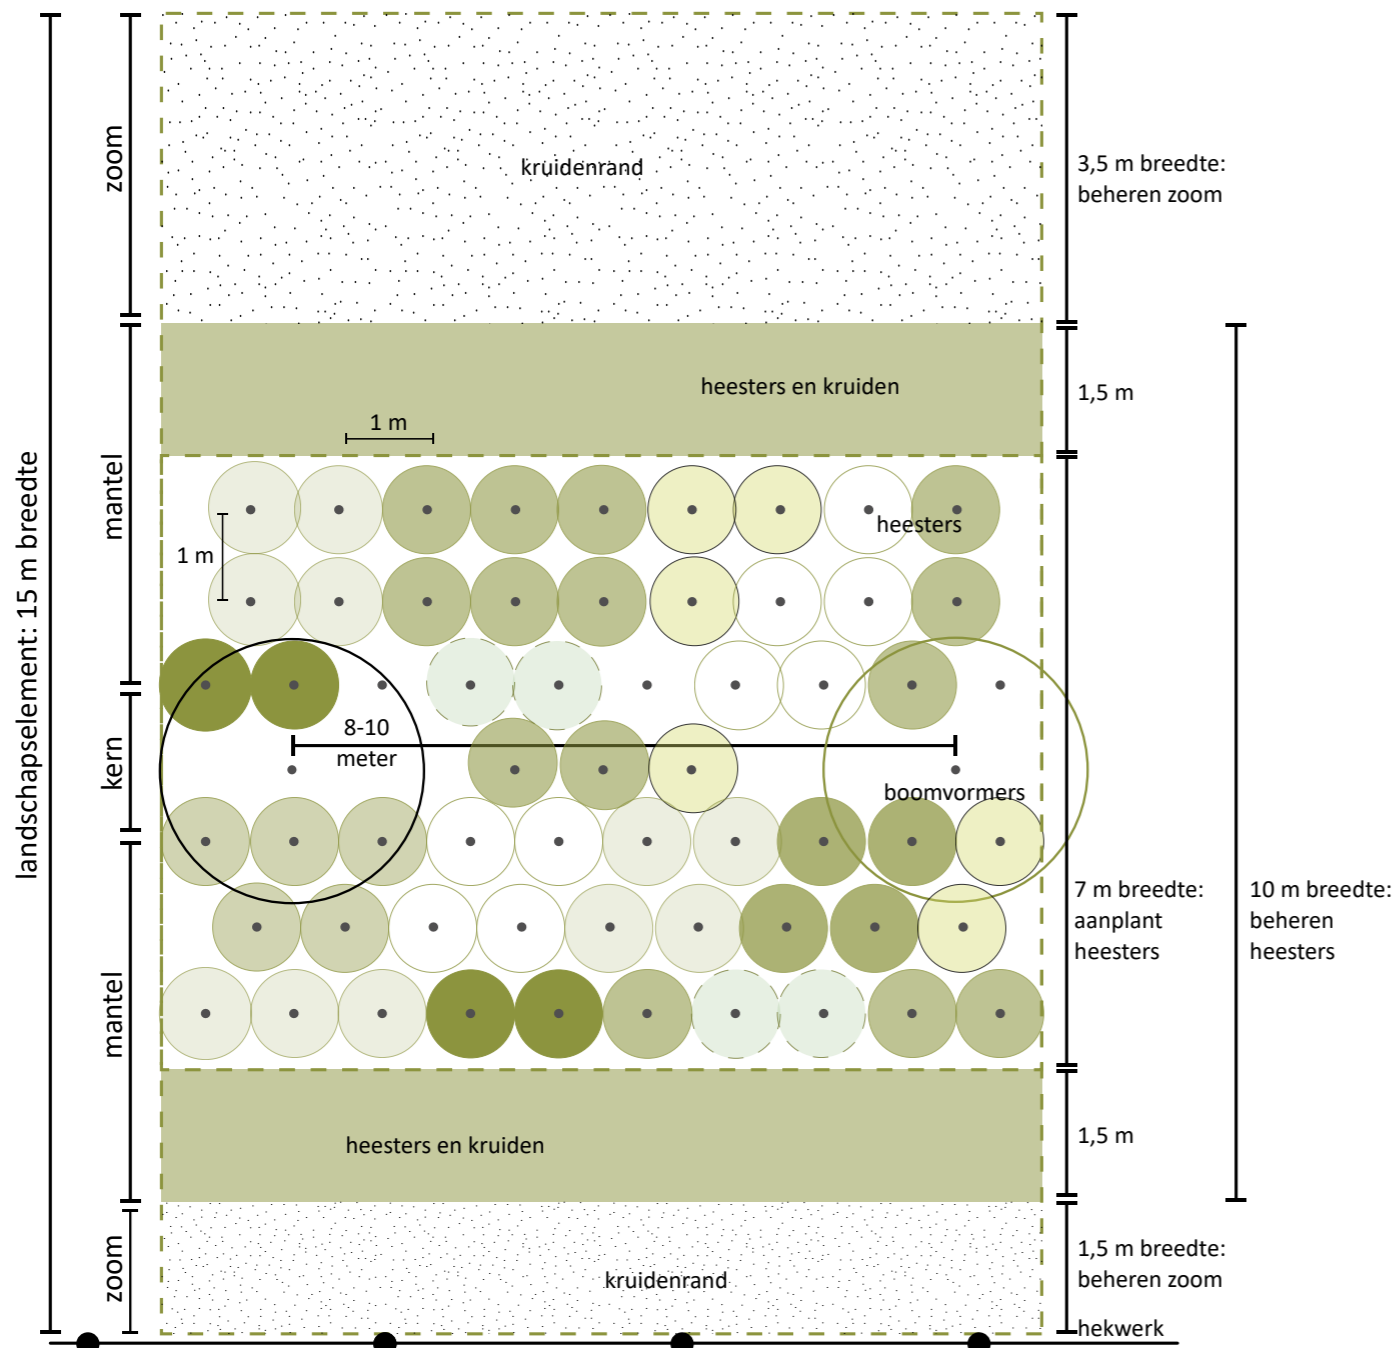 landschapselement: 15 m breedte
zoom
kruidenrand
3,5 m breedte:
beheren zoom
mantel
heesters en kruiden
1,5 m
1 m
heesters
1 m
kern
8-10
meter
boomvormers
7 m breedte:
aanplant
heesters
10 m breedte:
beheren
heesters
mantel
heesters en kruiden
1,5 m
zoom
kruidenrand
1,5 m breedte:
beheren zoom
hekwerk